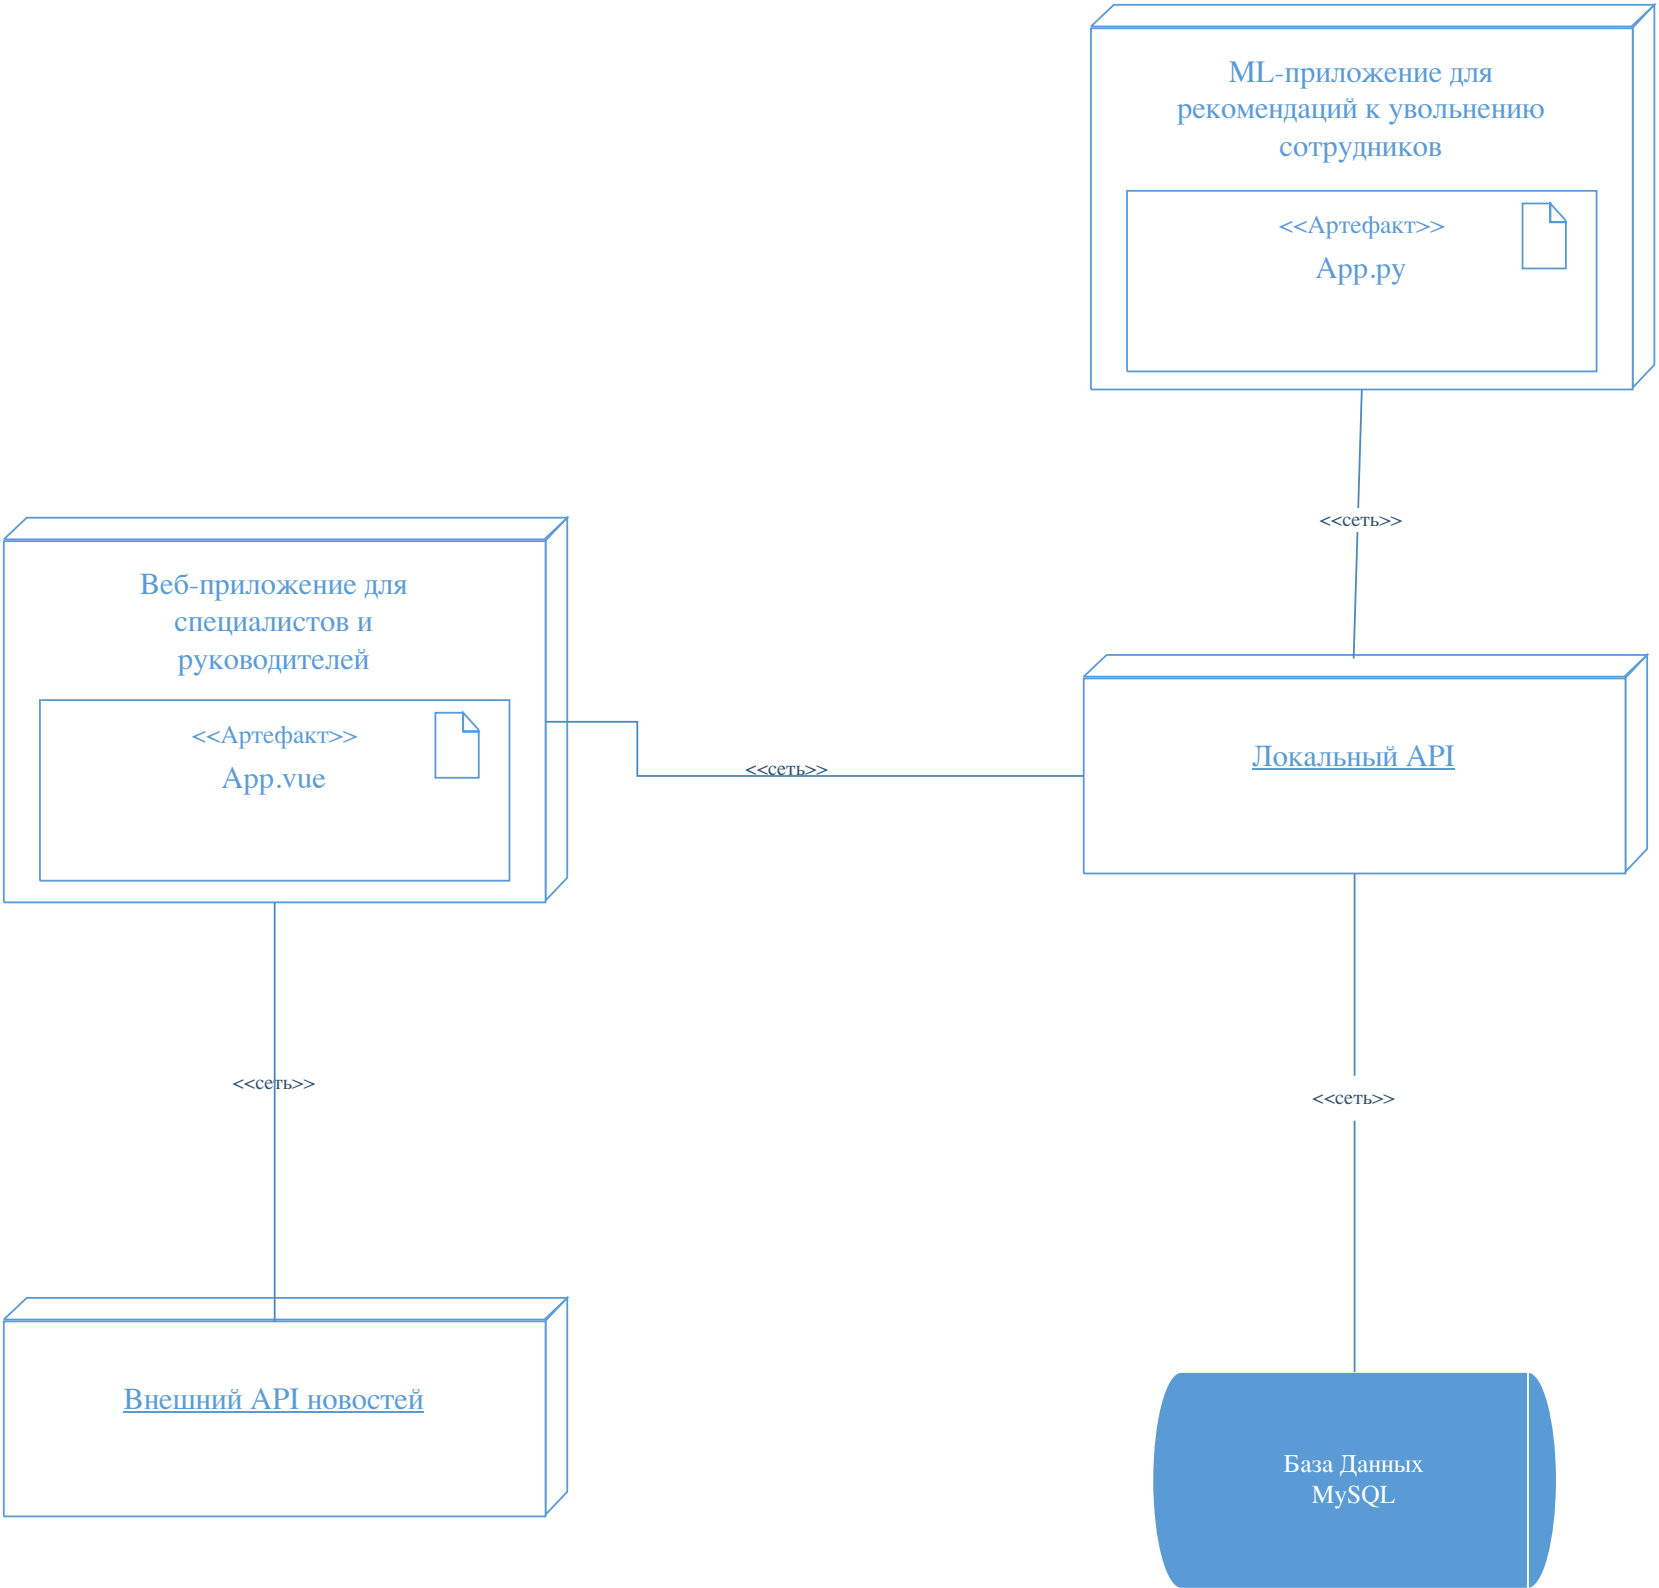 ML-приложение для
рекомендаций к увольнению
сотрудников
<<Артефакт>>
App.py
<<сеть>>
Веб-приложение для
специалистов и
руководителей
<<Артефакт>>
App.vue
<<сеть>>
Локальный API
<<сеть>>
<<сеть>>
Внешний API новостей
База Данных
MySQL